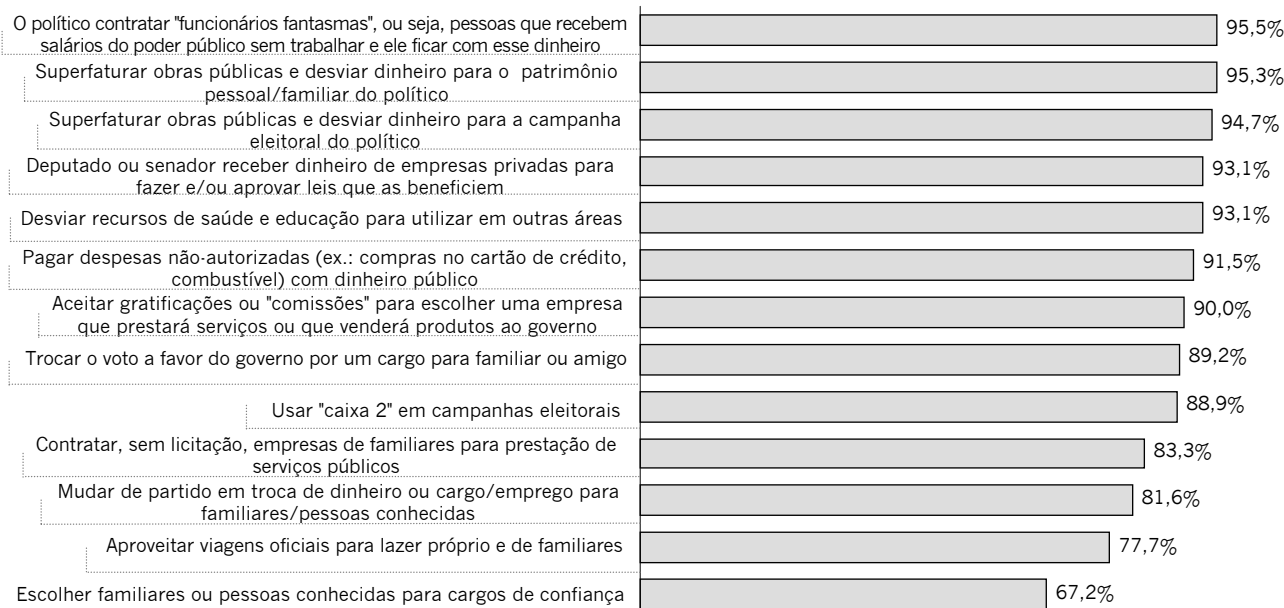 O político contratar "funcionários fantasmas", ou seja, pessoas que recebem
salários do poder público sem trabalhar e ele ficar com esse dinheiro
95,5%
Superfaturar obras públicas e desviar dinheiro para o patrimônio
pessoal/familiar do político
95,3%
Superfaturar obras públicas e desviar dinheiro para a campanha
eleitoral do político
94,7%
Deputado ou senador receber dinheiro de empresas privadas para
fazer e/ou aprovar leis que as beneficiem
93,1%
Desviar recursos de saúde e educação para utilizar em outras áreas
93,1%
Pagar despesas não-autorizadas (ex.: compras no cartão de crédito,
combustível) com dinheiro público
91,5%
Aceitar gratificações ou "comissões" para escolher uma empresa
que prestará serviços ou que venderá produtos ao governo
90,0%
Trocar o voto a favor do governo por um cargo para familiar ou amigo
89,2%
Usar "caixa 2" em campanhas eleitorais
88,9%
Contratar, sem licitação, empresas de familiares para prestação de
serviços públicos
83,3%
Mudar de partido em troca de dinheiro ou cargo/emprego para
familiares/pessoas conhecidas
81,6%
Aproveitar viagens oficiais para lazer próprio e de familiares
77,7%
Escolher familiares ou pessoas conhecidas para cargos de confiança
67,2%